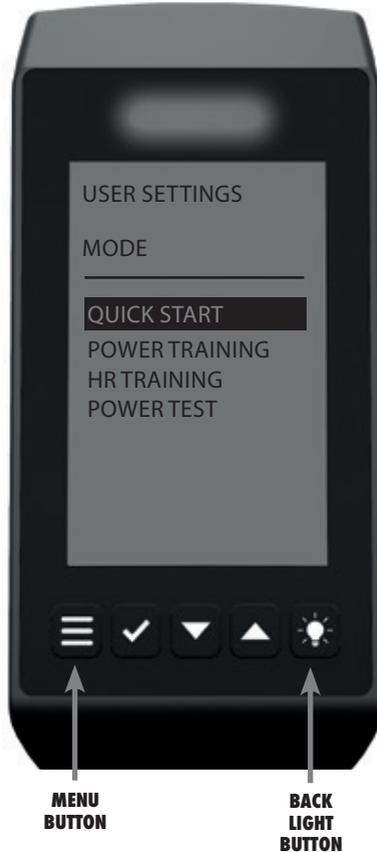 USER SETTINGS
MODE
QUICK START
POWER TRAINING
HR TRAINING
POWER TEST
MENU
BUTTON
BACK
LIGHT
BUTTON